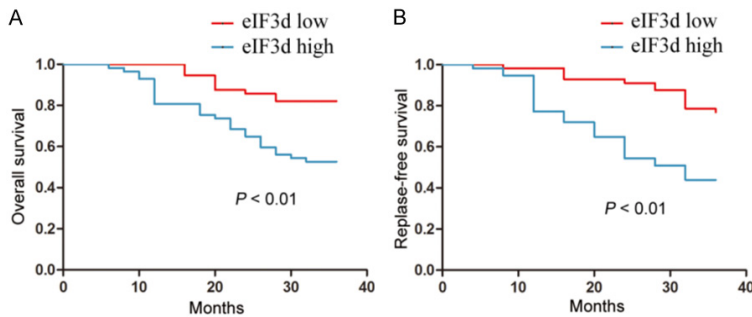 A
eIF3d low
eIF3d high
Overall survival
1.0
0.8
0.6
0.4
0.2
0.0
P < 0.01
0 10 20 30 40
Months
B
eIF3d low
eIF3d high
Replase-free survival
1.0
0.8
0.6
0.4
0.2
0.0
P < 0.01
0 10 20 30 40
Months